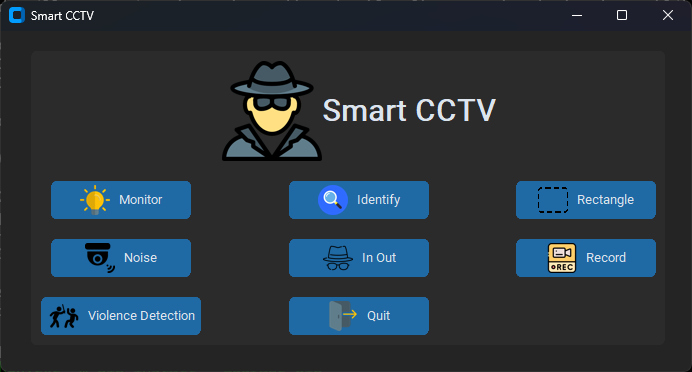 Smart CCTV
Smart CCTV
Monitor
Identify
Rectangle
Noise
In Out
REC
Record
Violence Detection
Quit